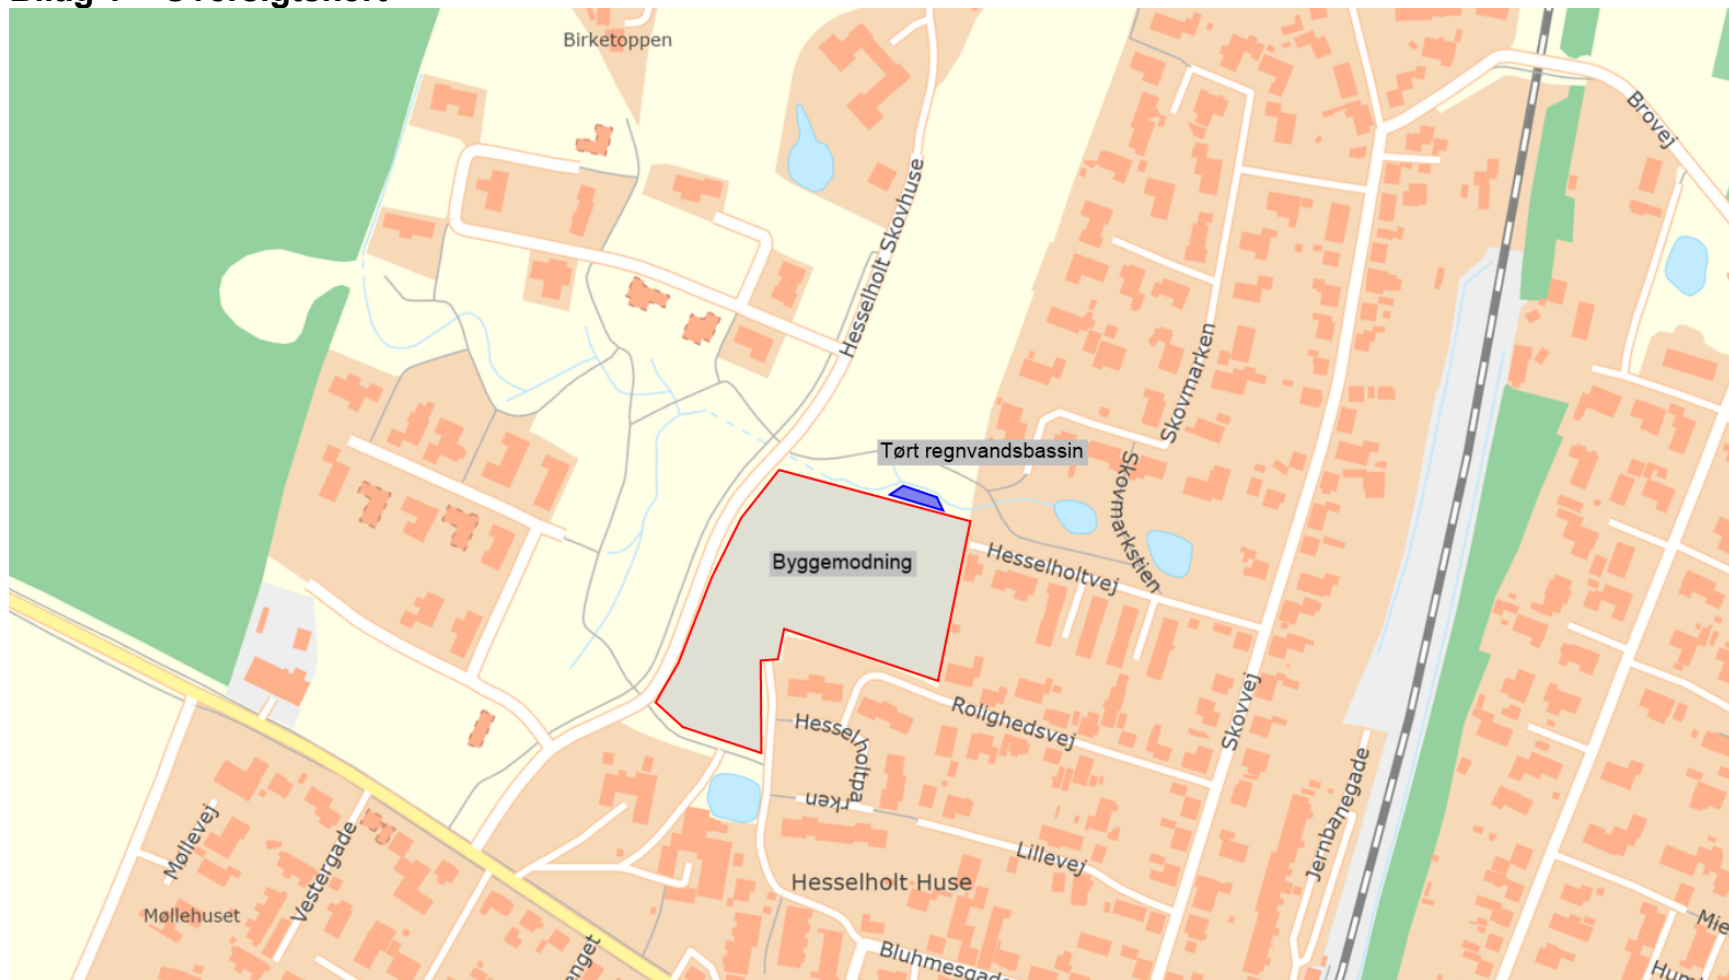 Birketoppen
Brovej
Hesselholt Skovhuse
Skovmarken
Tørt regnvandsbassin
Skovmarkstien
Byggemodning
Hesselholtvej
Skovvej
Rolighedsvej
Hesselholtparken
Jernbanegade
Møllevej
Vestergade
Lillevej
Hesselholt Huse
Møllehuset
Bluhmesgade